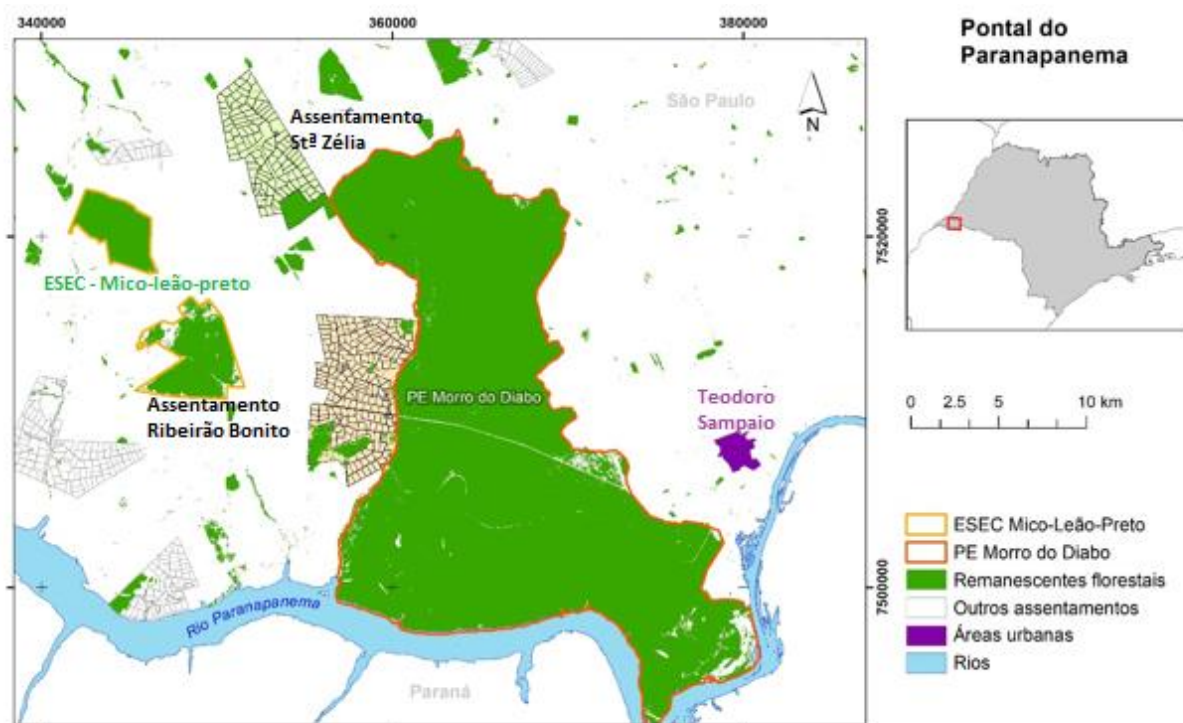 340000
360000
380000
Pontal do
Paranapanema
São Paulo
N
Assentamento
Stª Zélia
7520000
ESEC - Mico-leão-preto
PE Morro do Diabo
Teodoro
Sampaio
Assentamento
Ribeirão Bonito
0 2.5 5 10 km
7500000
Rio Paranapanema
Paraná
ESEC Mico-Leão-Preto
PE Morro do Diabo
Remanescentes florestais
Outros assentamentos
Áreas urbanas
Rios